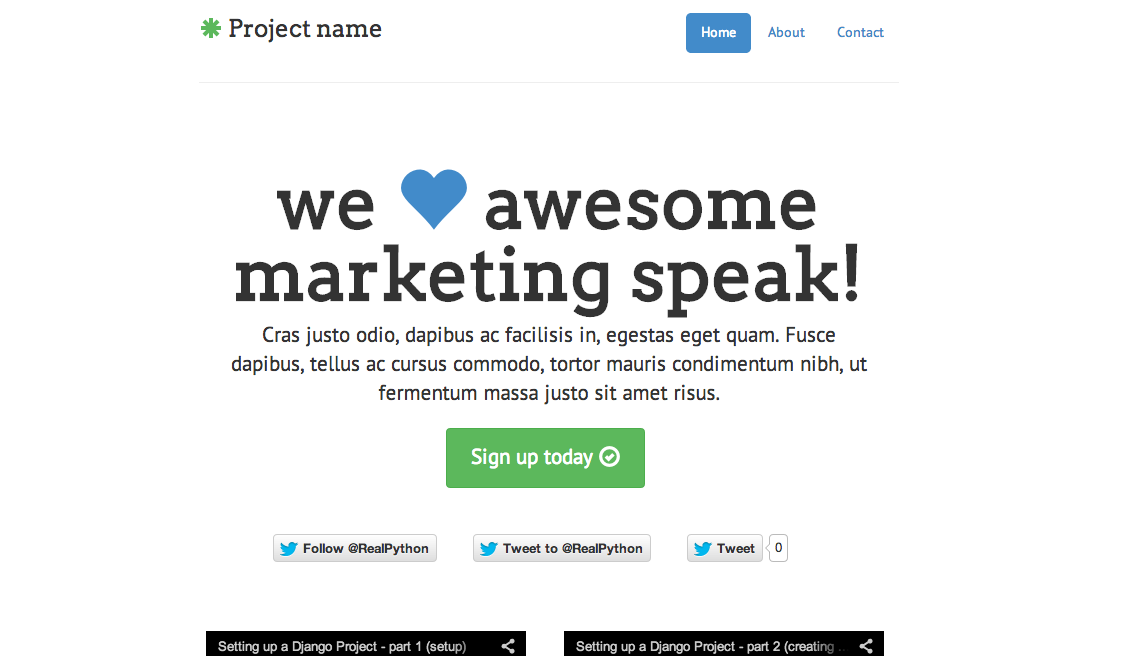 Project name
Home About Contact
we awesome
marketing speak!
Cras justo odio, dapibus ac facilisis in, egestas eget quam. Fusce
dapibus, tellus ac cursus commodo, tortor mauris condimentum nibh, ut
fermentum massa justo sit amet risus.
Sign up today
Follow @RealPython Tweet to @RealPython Tweet 0
Setting up a Django Project - part 1 (setup) Setting up a Django Project - part 2 (creating ...